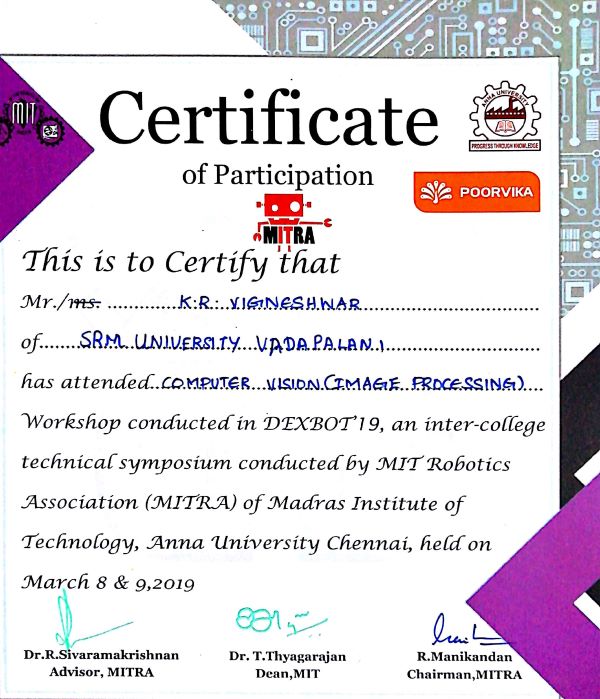 MIT
Certificate
of Participation
ANNA UNIVERSITY
PROGRESS THROUGH KNOWLEDGE
POORVIKA
MITRA
This is to Certify that
Mr./ms. K.R. VIGINESHWAR
of SRM UNIVERSITY VADAPALANI
has attended COMPUTER VISION (IMAGE PROCESSING)
Workshop conducted in DEXBOT'19, an inter-college
technical symposium conducted by MIT Robotics
Association (MITRA) of Madras Institute of
Technology, Anna University Chennai, held on
March 8 & 9,2019
Dr.R.Sivaramakrishnan
Advisor, MITRA
Dr. T.Thyagarajan
Dean,MIT
R.Manikandan
Chairman,MITRA